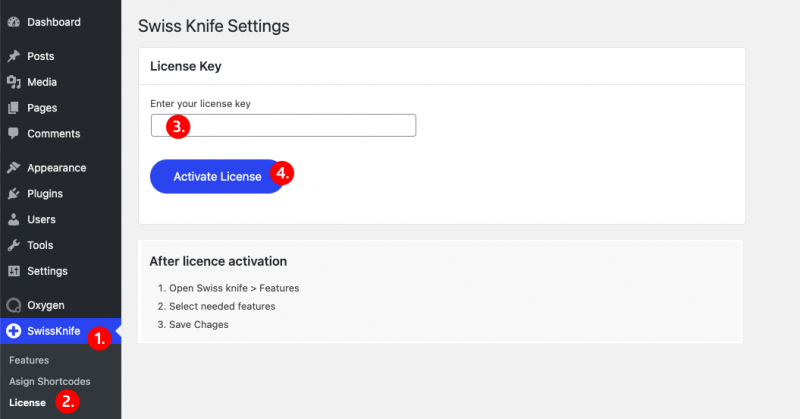 Dashboard
Posts
Media
Pages
Comments
Appearance
Plugins
Users
Tools
Settings
Oxygen
SwissKnife
1.
Features
Asign Shortcodes
License
2.
Swiss Knife Settings
License Key
Enter your license key
3.
Activate License
4.
After licence activation
1. Open Swiss knife > Features
2. Select needed features
3. Save Chages